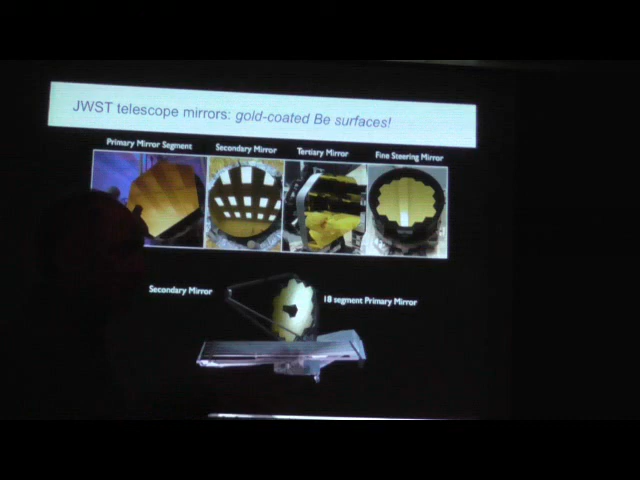 JWST telescope mirrors: gold-coated Be surfaces!
Primary Mirror Segment
Secondary Mirror
Tertiary Mirror
Fine Steering Mirror
Secondary Mirror
18 segment Primary Mirror